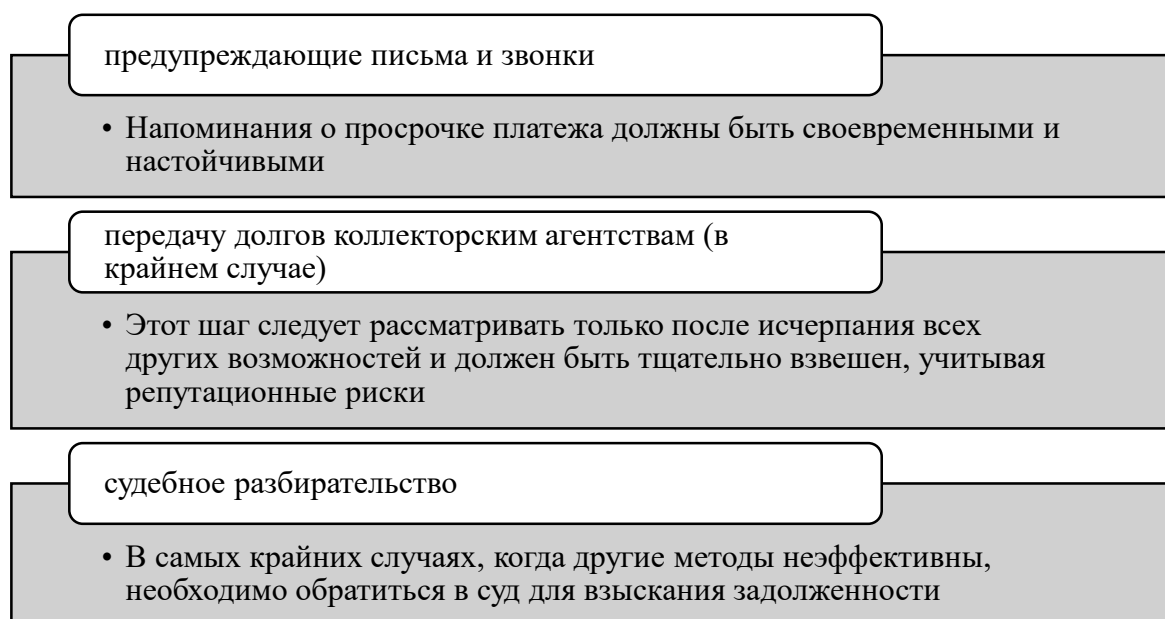 предупреждающие письма и звонки
• Напоминания о просрочке платежа должны быть своевременными и
настойчивыми
передачу долгов коллекторским агентствам (в
крайнем случае)
• Этот шаг следует рассматривать только после исчерпания всех
других возможностей и должен быть тщательно взвешен, учитывая
репутационные риски
судебное разбирательство
• В самых крайних случаях, когда другие методы неэффективны,
необходимо обратиться в суд для взыскания задолженности